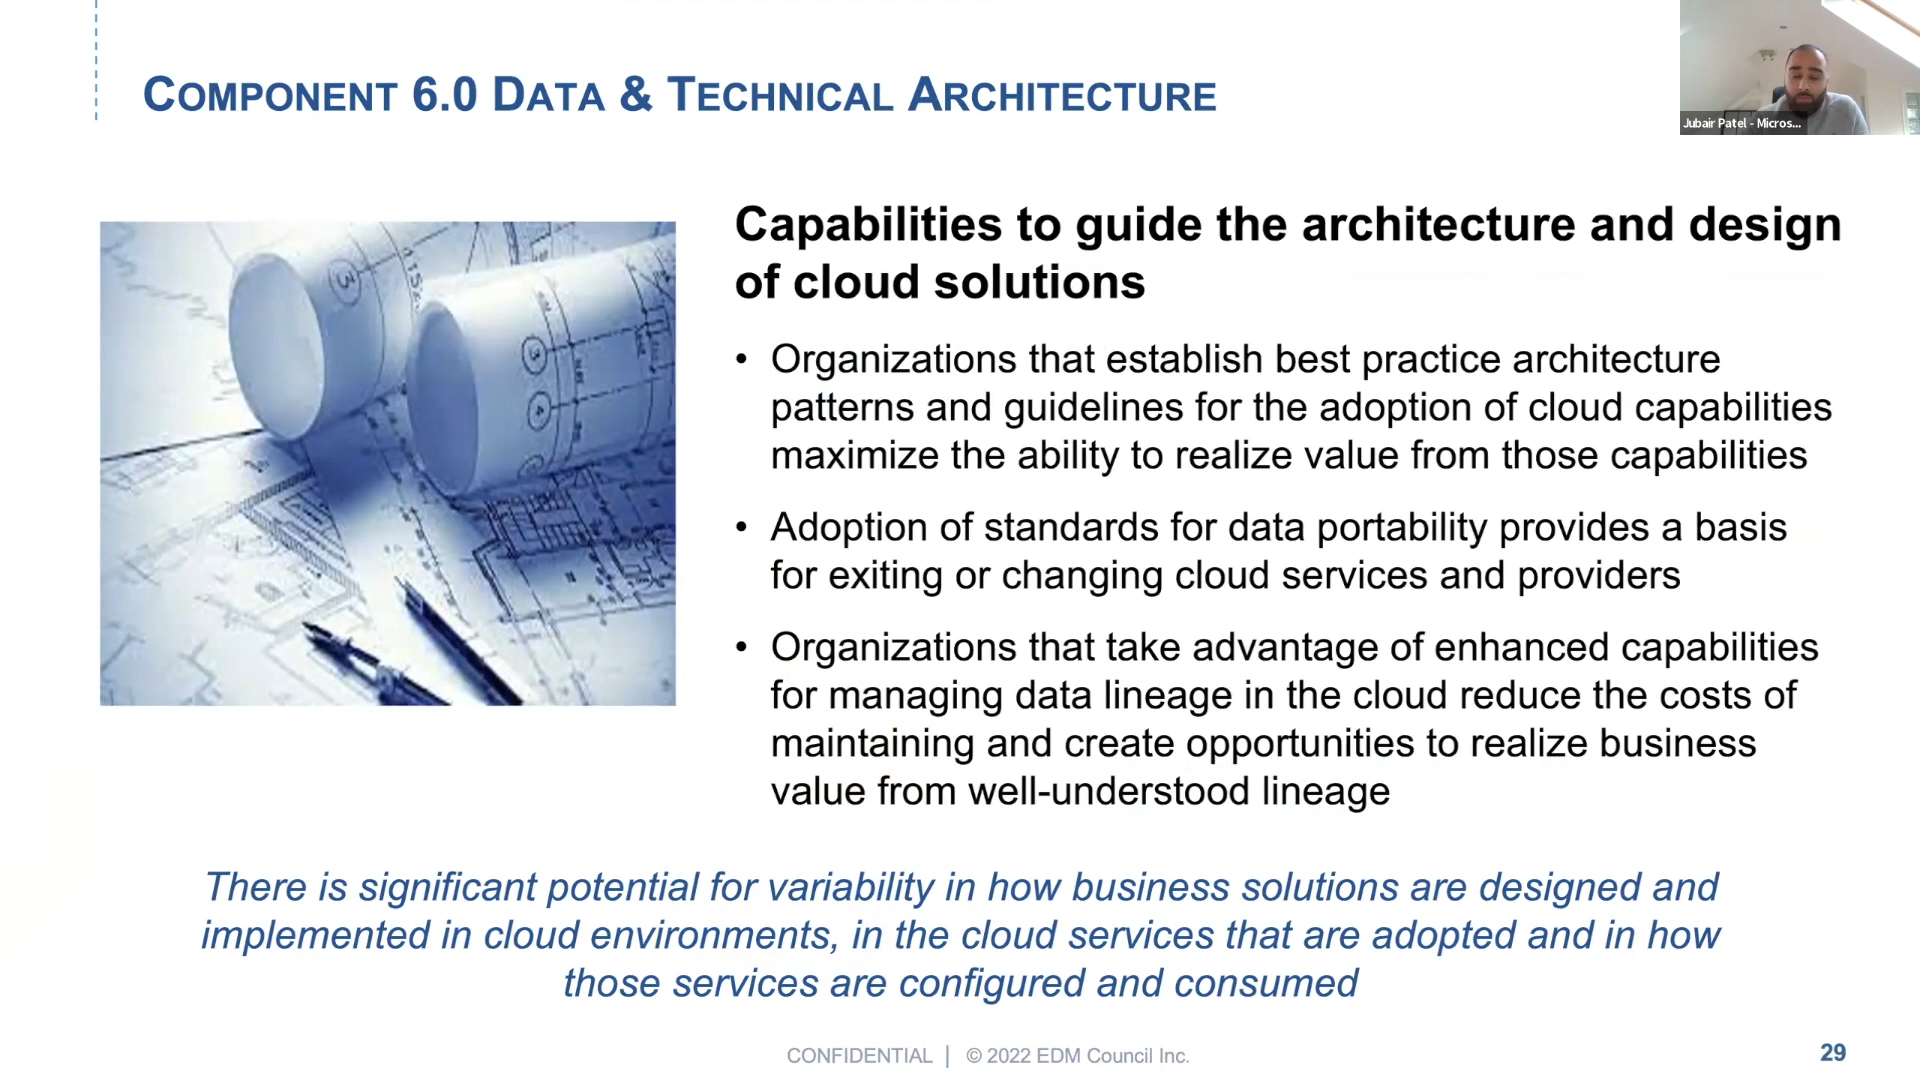 COMPONENT 6.0 DATA & TECHNICAL ARCHITECTURE
Jubair Patel - Micros...
Capabilities to guide the architecture and design
of cloud solutions
• Organizations that establish best practice architecture
patterns and guidelines for the adoption of cloud capabilities
maximize the ability to realize value from those capabilities
• Adoption of standards for data portability provides a basis
for exiting or changing cloud services and providers
• Organizations that take advantage of enhanced capabilities
for managing data lineage in the cloud reduce the costs of
maintaining and create opportunities to realize business
value from well-understood lineage
There is significant potential for variability in how business solutions are designed and
implemented in cloud environments, in the cloud services that are adopted and in how
those services are configured and consumed
CONFIDENTIAL | © 2022 EDM Council Inc.
29